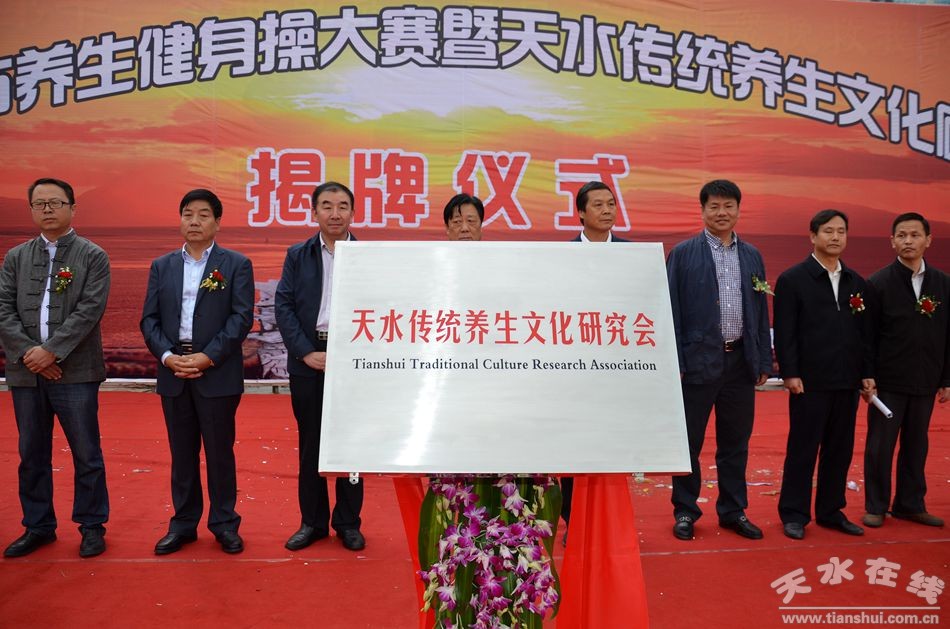 养生健身操大赛暨天水传统养生文化
揭牌仪式
天水传统养生文化研究会
Tianshui Traditional Culture Research Association
天水在线
www.tianshui.com.cn